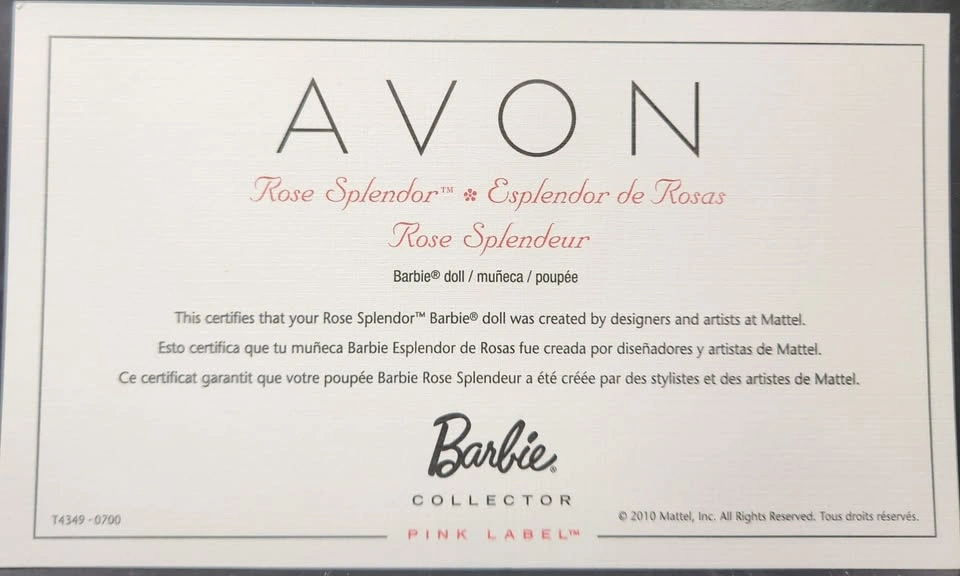 AVON
Rose Splendor™ ❇ Esplendor de Rosas
Rose Splendeur
Barbie® doll / muñeca / poupée
This certifies that your Rose Splendor™ Barbie® doll was created by designers and artists at Mattel.
Esto certifica que tu muñeca Barbie Esplendor de Rosas fue creada por diseñadores y artistas de Mattel.
Ce certificat garantit que votre poupée Barbie Rose Splendeur a été créée par des stylistes et des artistes de Mattel.
Barbie®
COLLECTOR
T4349-0700
© 2010 Mattel, Inc. All Rights Reserved. Tous droits réservés.
PINK LABEL™